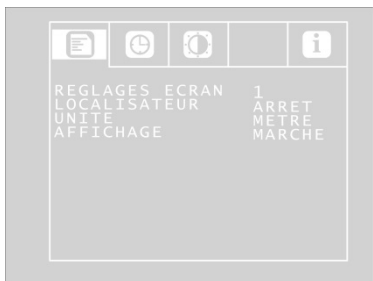 REGLAGES ECRAN 1
LOCALISATEUR ARRET
UNITE METRE
AFFICHAGE MARCHE